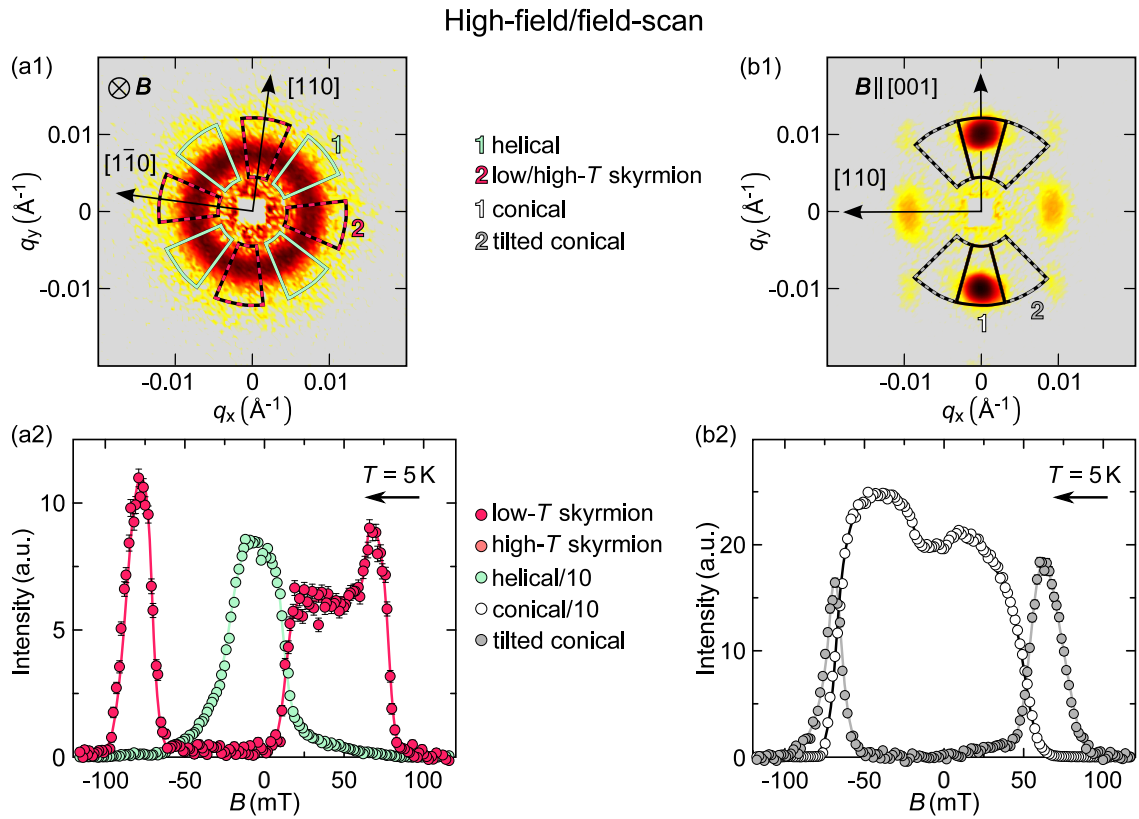 High-field/field-scan
(a1)
⊗ B
[110]
[11̄0]
1
2
0.01
0
-0.01
qy (Å-1)
-0.01 0 0.01
qx (Å-1)
1 helical
2 low/high-T skyrmion
1 conical
2 tilted conical
(b1)
B || [001]
[110]
1
2
0.01
0
-0.01
qy (Å-1)
-0.01 0 0.01
qx (Å-1)
(a2)
T = 5 K
10
5
0
Intensity (a.u.)
-100 -50 0 50 100
B (mT)
low-T skyrmion
high-T skyrmion
helical/10
conical/10
tilted conical
(b2)
T = 5 K
30
20
10
0
Intensity (a.u.)
-100 -50 0 50 100
B (mT)